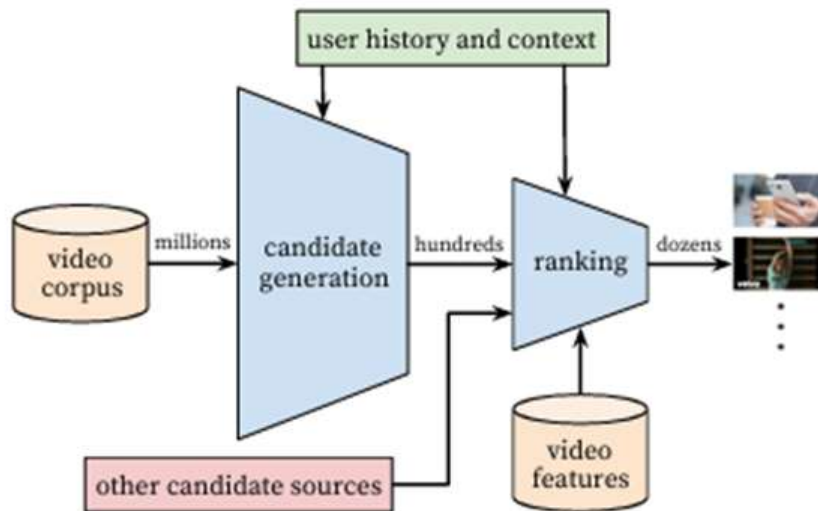 user history and context
video
corpus
millions
candidate
generation
hundreds
ranking
dozens
other candidate sources
video
features